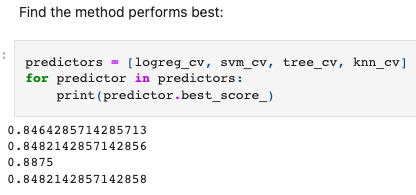 Find the method performs best:
:
predictors = [logreg_cv, svm_cv, tree_cv, knn_cv]
for predictor in predictors:
    print(predictor.best_score_)
0.8464285714285713
0.8482142857142856
0.8875
0.8482142857142858